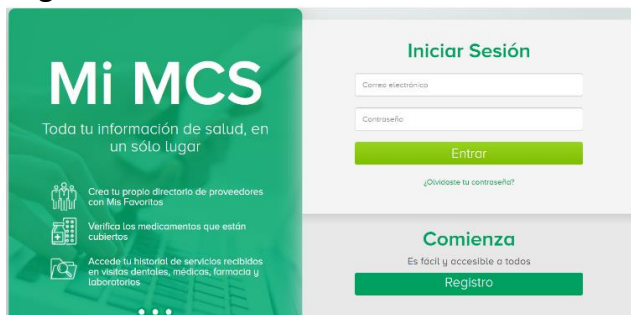 Mi MCS
Toda tu información de salud, en
un sólo lugar
Crea tu propio directorio de proveedores
con Mis Favoritos
Verifica los medicamentos que están
cubiertos
Accede tu historial de servicios recibidos
en visitas dentales, médicas, farmacia y
laboratorios
Iniciar Sesión
Correo electrónico
Contraseña
Entrar
¿Olvidaste tu contraseña?
Comienza
Es fácil y accesible a todos
Registro